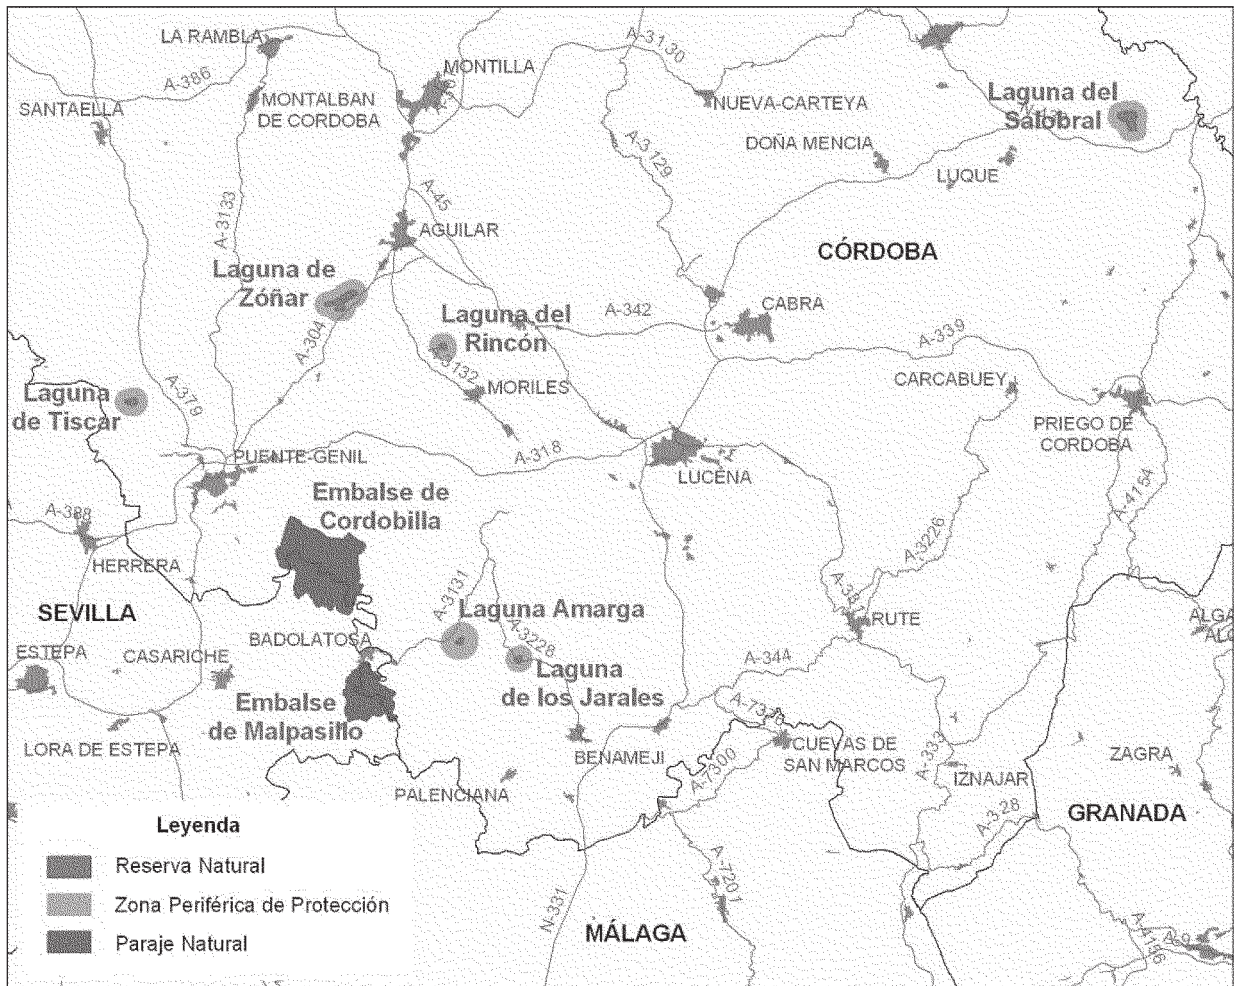 LA RAMBLA
A-3130
A-386
MONTILLA
Laguna del
Salobral
SANTAELLA
MONTALBAN
DE CORDOBA
NUEVA-CARTEYA
A-3129
DOÑA MENCIA
LUQUE
A-45
A-3133
AGUILAR
CÓRDOBA
Laguna de
Zóñar
Laguna del
Rincón
A-342
CABRA
A-304
A-339
A-3132
MORILES
CARCABUEY
A-379
Laguna
de Tiscar
PRIEGO DE
CORDOBA
PUENTE-GENIL
A-318
LUCENA
A-4154
Embalse de
Cordobilla
A-388
A-3226
HERRERA
A-3131
A-331
SEVILLA
Laguna Amarga
RUTE
ALGA
ALC
BADOLATOSA
A-3228
ESTEPA
CASARICHE
A-344
Laguna
de los Jarales
Embalse
de Malpasillo
LORA DE ESTEPA
BENAMEJI
CUEVAS DE
SAN MARCOS
A-333
ZAGRA
A-7300
IZNAJAR
PALENCIANA
GRANADA
A-328
Leyenda
Reserva Natural
Zona Periférica de Protección
Paraje Natural
A-7201
N-331
MÁLAGA